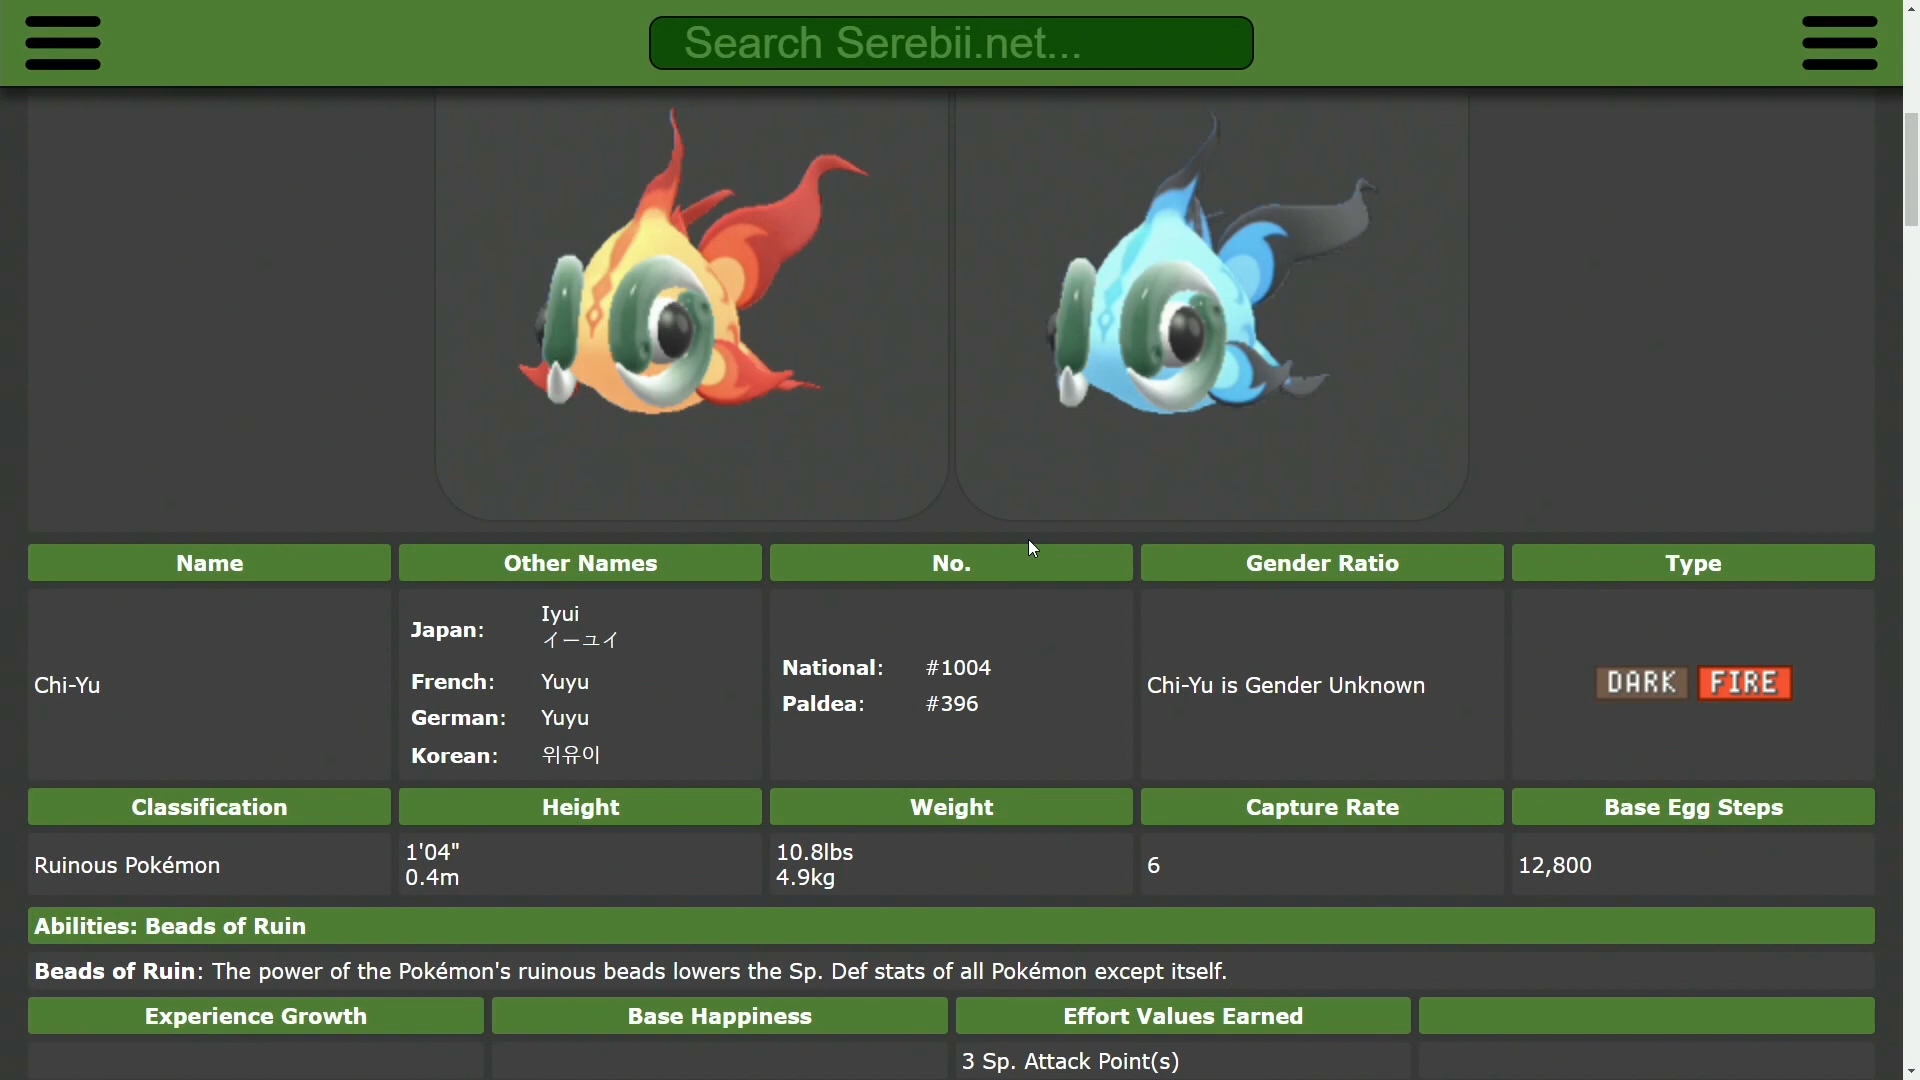 Search Serebii.net...
Name
Other Names
No.
Gender Ratio
Type
Chi-Yu
Japan: Iyui
イーユイ
French: Yuyu
German: Yuyu
Korean: 위유이
National: #1004
Paldea: #396
Chi-Yu is Gender Unknown
DARK FIRE
Classification
Height
Weight
Capture Rate
Base Egg Steps
Ruinous Pokémon
1'04"
0.4m
10.8lbs
4.9kg
6
12,800
Abilities: Beads of Ruin
Beads of Ruin: The power of the Pokémon's ruinous beads lowers the Sp. Def stats of all Pokémon except itself.
Experience Growth
Base Happiness
Effort Values Earned
3 Sp. Attack Point(s)